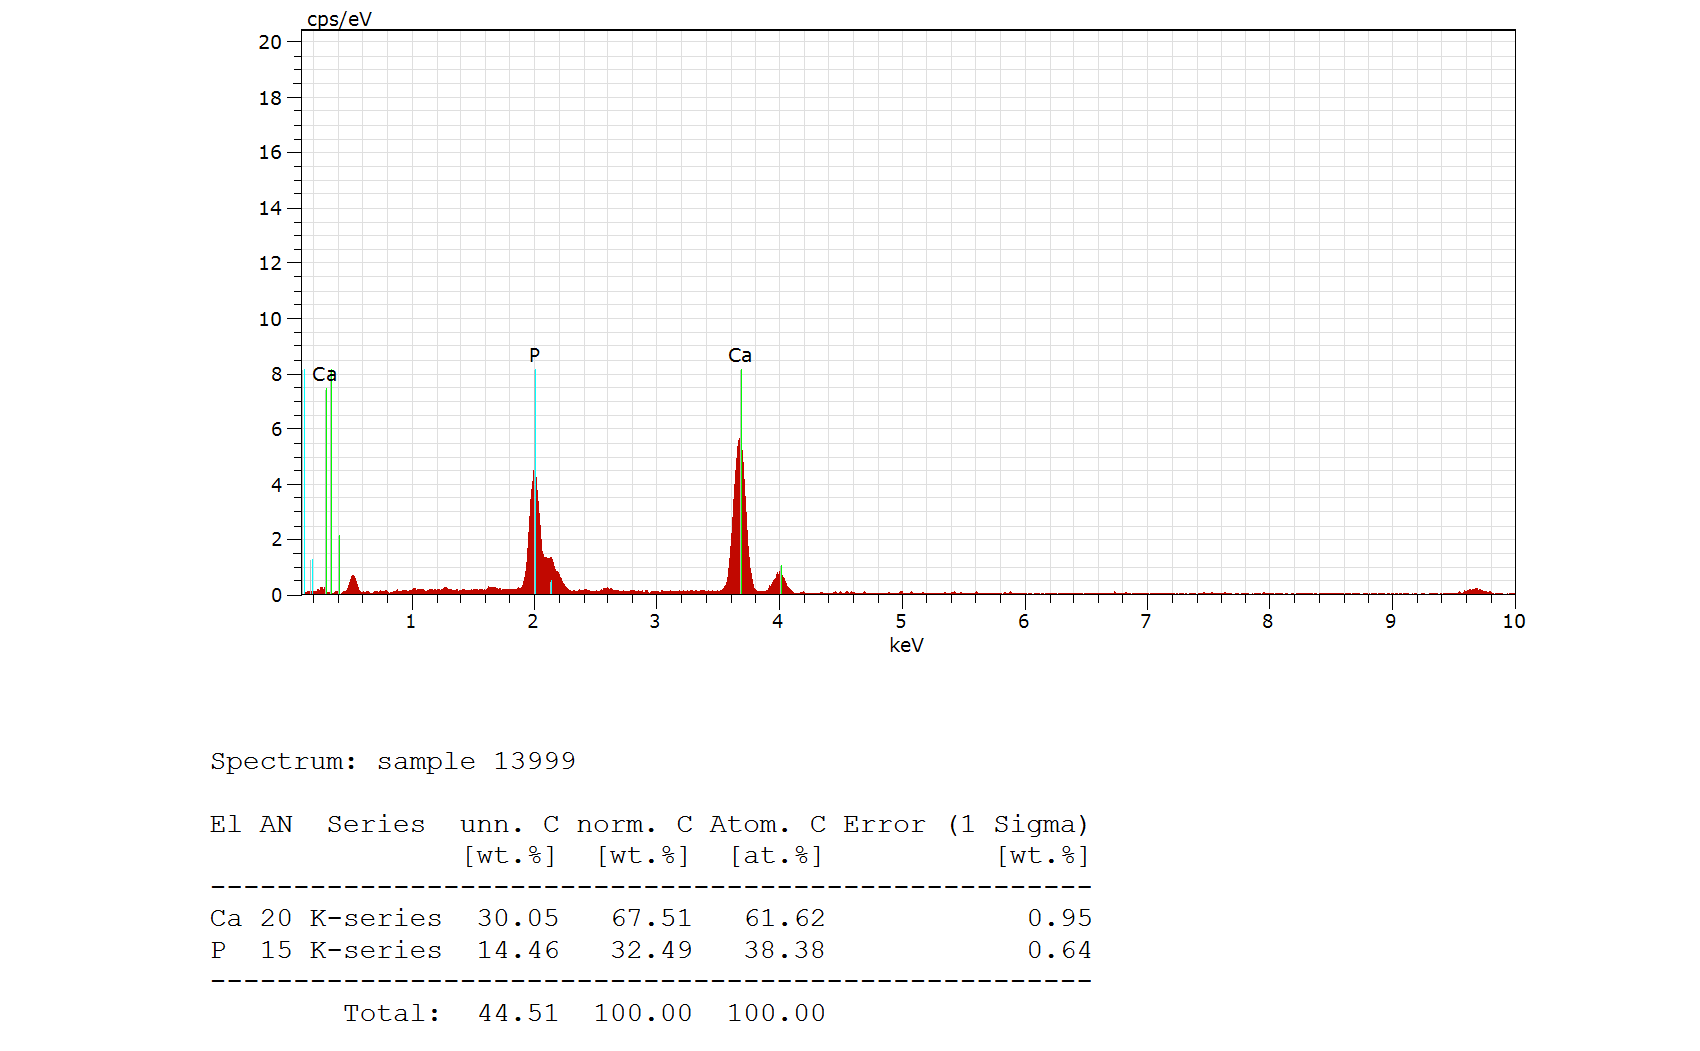 cps/eV
20
18
16
14
12
10
8
6
4
2
0
Ca
P
Ca
1 2 3 4 5 6 7 8 9 10
keV
Spectrum: sample 13999
El AN Series unn. C norm. C Atom. C Error (1 Sigma)
[wt.%] [wt.%] [at.%] [wt.%]
-----------------------------------------------------
Ca 20 K-series 30.05 67.51 61.62 0.95
P 15 K-series 14.46 32.49 38.38 0.64
-----------------------------------------------------
Total: 44.51 100.00 100.00